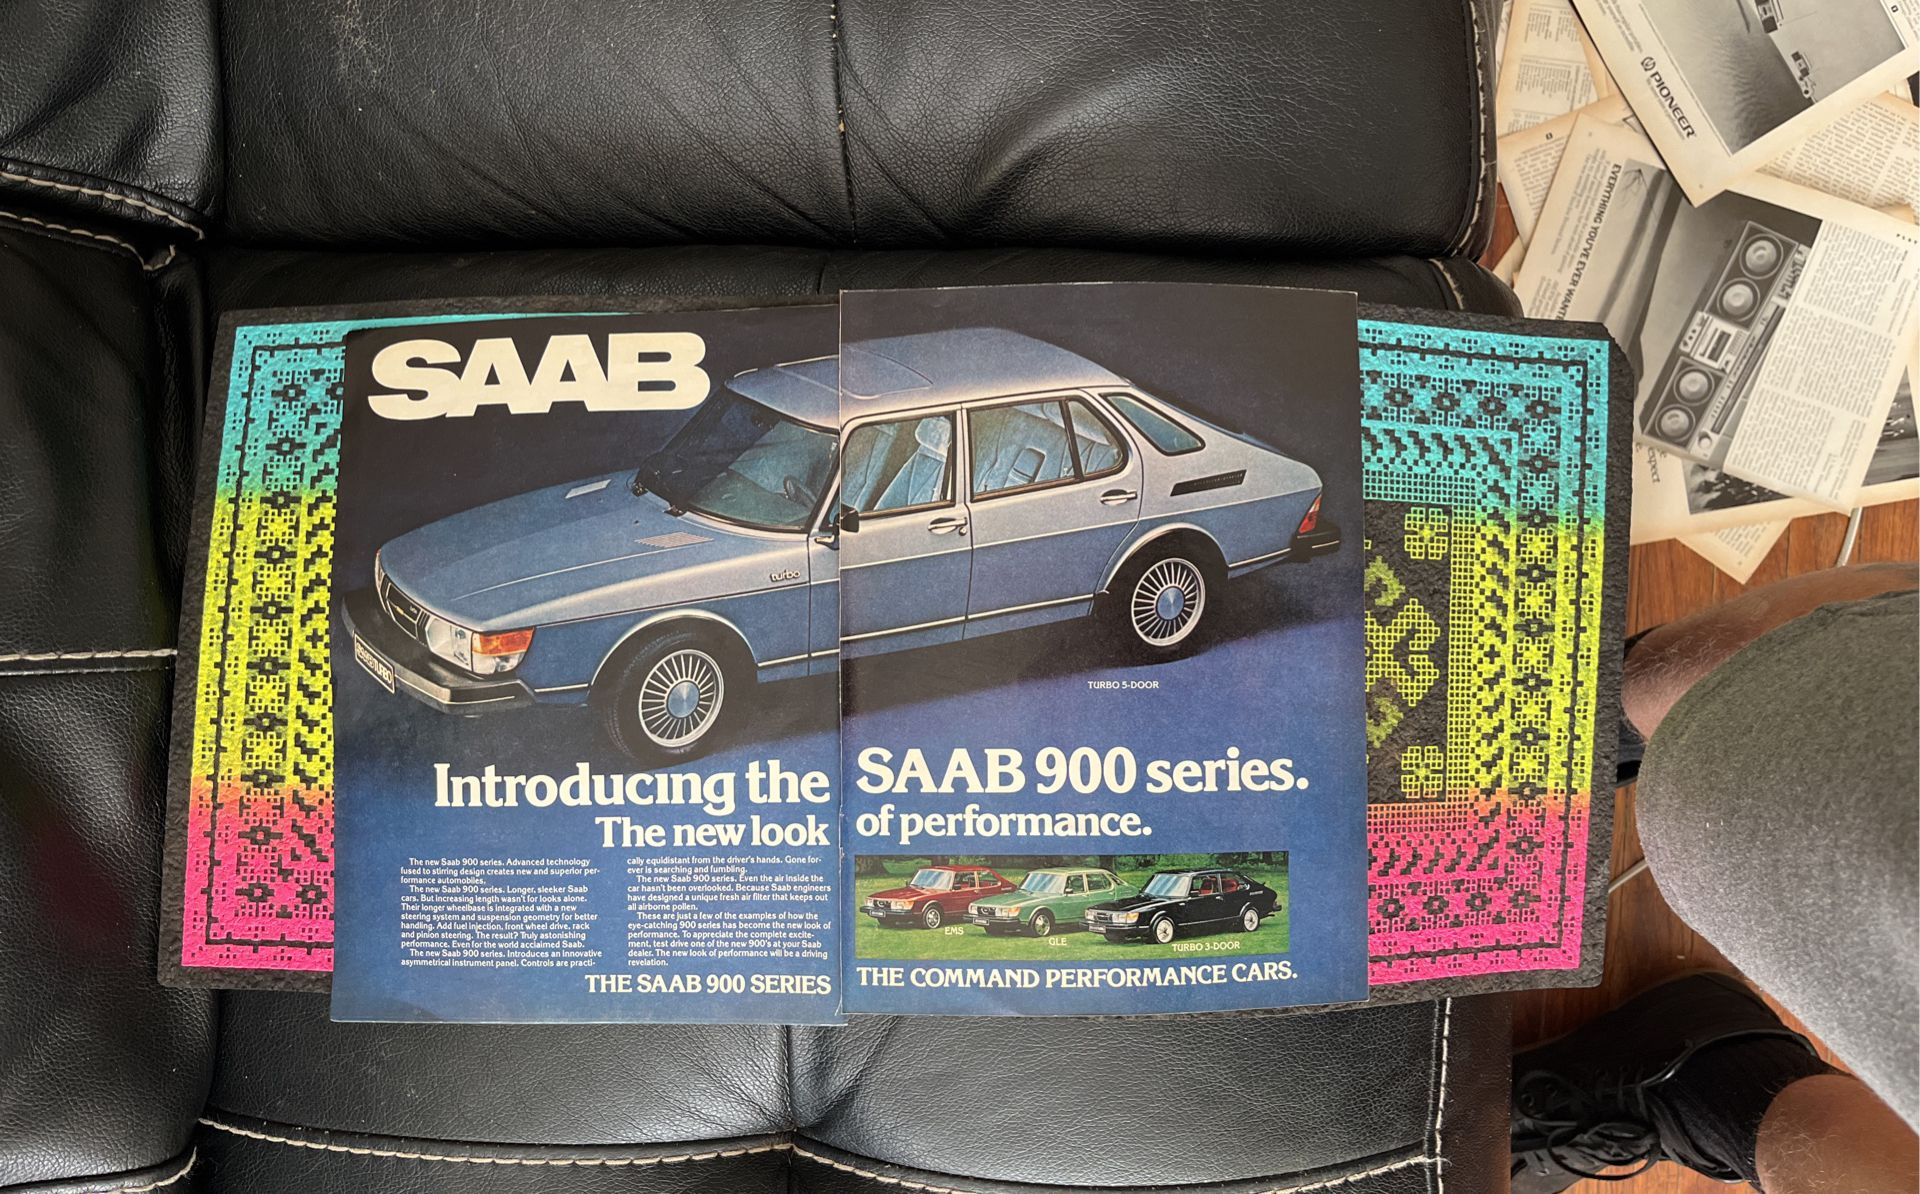 SAAB
turbo
TURBO 5-DOOR
Introducing the SAAB 900 series.
The new look of performance.
The new Saab 900 series. Advanced technology
fused to stirring design creates new and superior per-
formance automobiles.
The new Saab 900 series. Longer, sleeker Saab
cars. But increasing length wasn't for looks alone.
Their longer wheelbase is integrated with a new
steering system and suspension geometry for better
handling. Add fuel injection, front wheel drive, rack
and pinion steering. The result? Truly astonishing
performance. Even for the world acclaimed Saab.
The new Saab 900 series. Introduces an innovative
asymmetrical instrument panel. Controls are practi-
cally equidistant from the driver's hands. Gone for-
ever is searching and fumbling.
The new Saab 900 series. Even the air inside the
car hasn't been overlooked. Because Saab engineers
have designed a unique fresh air filter that keeps out
all airborne pollen.
These are just a few of the examples of how the
eye-catching 900 series has become the new look of
performance. To appreciate the complete excite-
ment, test drive one of the new 900's at your Saab
dealer. The new look of performance will be a driving
revelation.
EMS
GLE
TURBO 3-DOOR
THE SAAB 900 SERIES THE COMMAND PERFORMANCE CARS.
PIONEER
EVERYTHING YOU'VE EVER WANT
expect